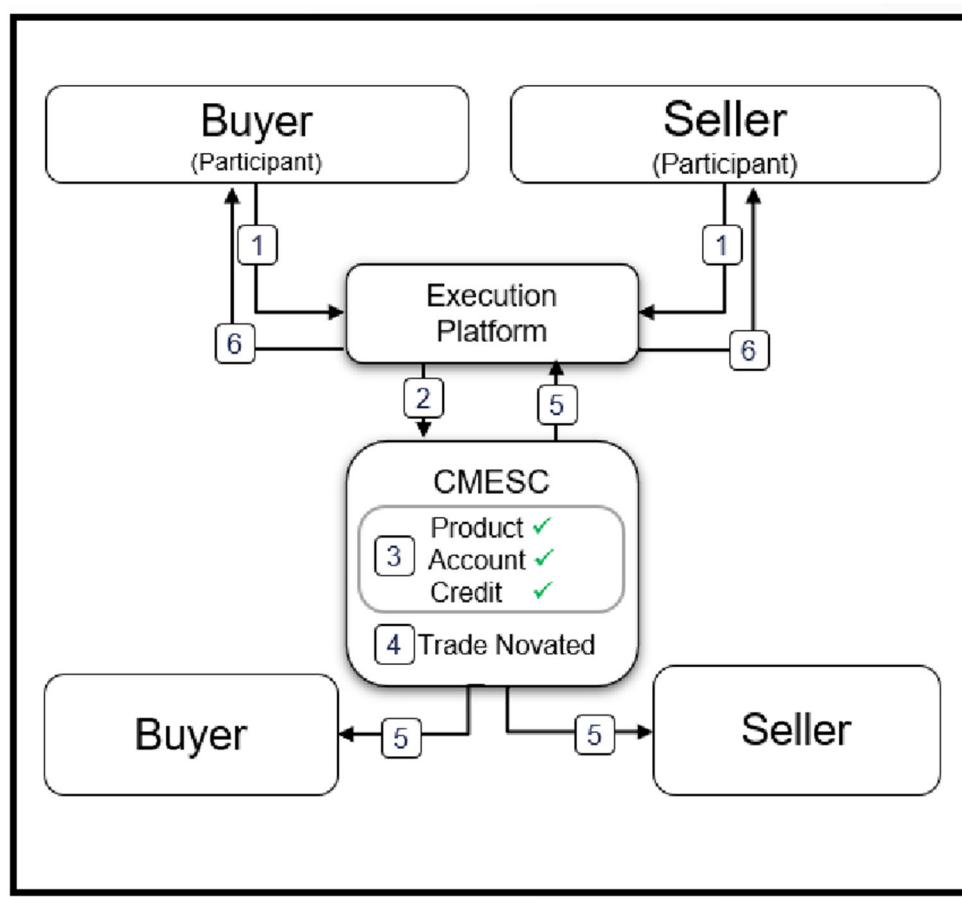 Buyer
(Participant)
Seller
(Participant)
1
1
Execution
Platform
6
6
2
5
CMESC
3
Product ✓
Account ✓
Credit ✓
4 Trade Novated
Buyer
5
5
Seller